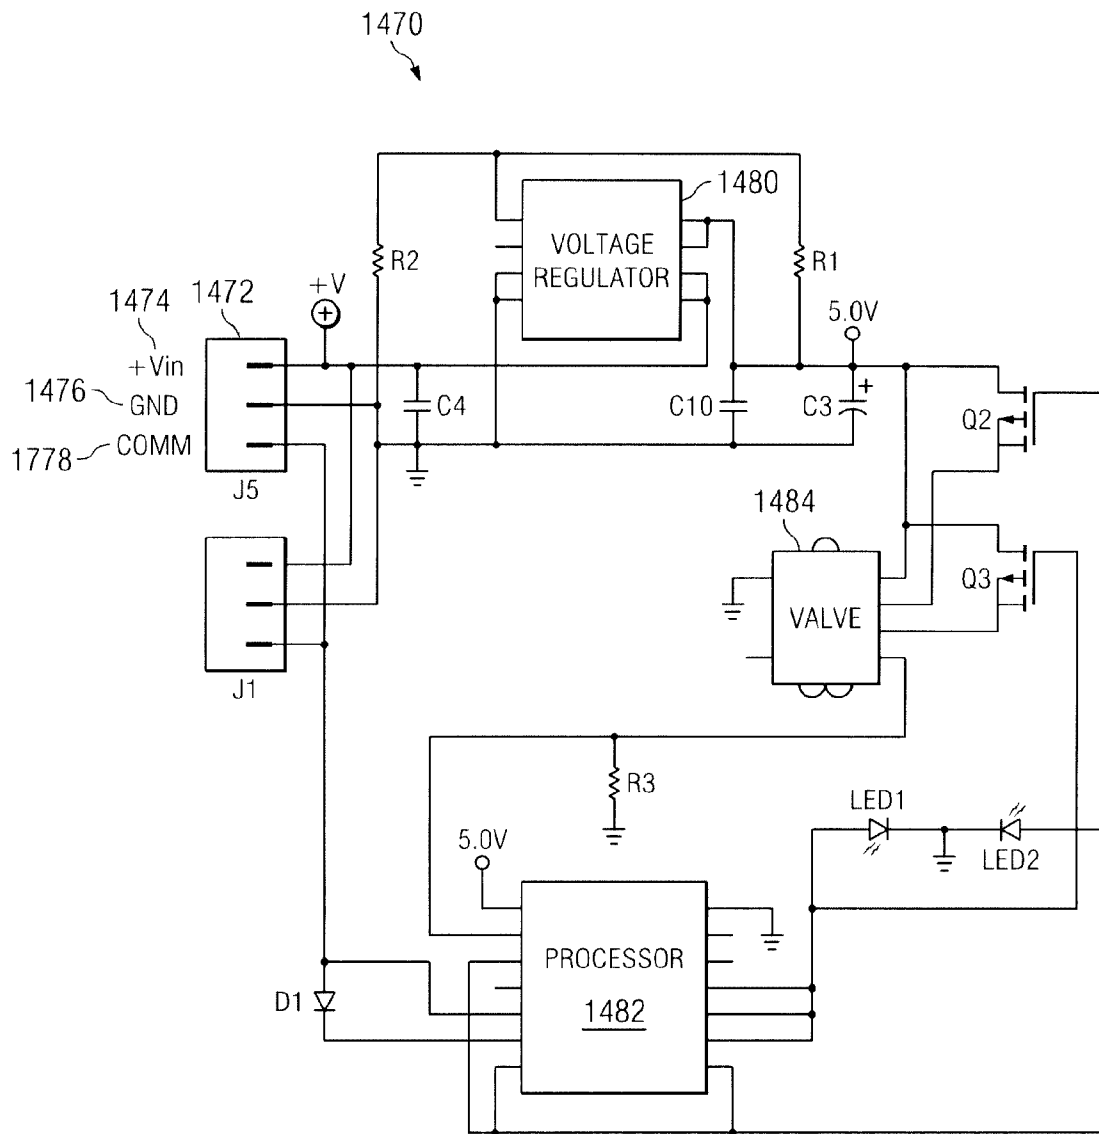 1470
1480
VOLTAGE
REGULATOR
R2
R1
+V
5.0V
1474
1472
+Vin
1476
GND
1778
COMM
J5
C4
C10
+
C3
Q2
1484
VALVE
Q3
J1
R3
LED1
LED2
5.0V
PROCESSOR
1482
D1